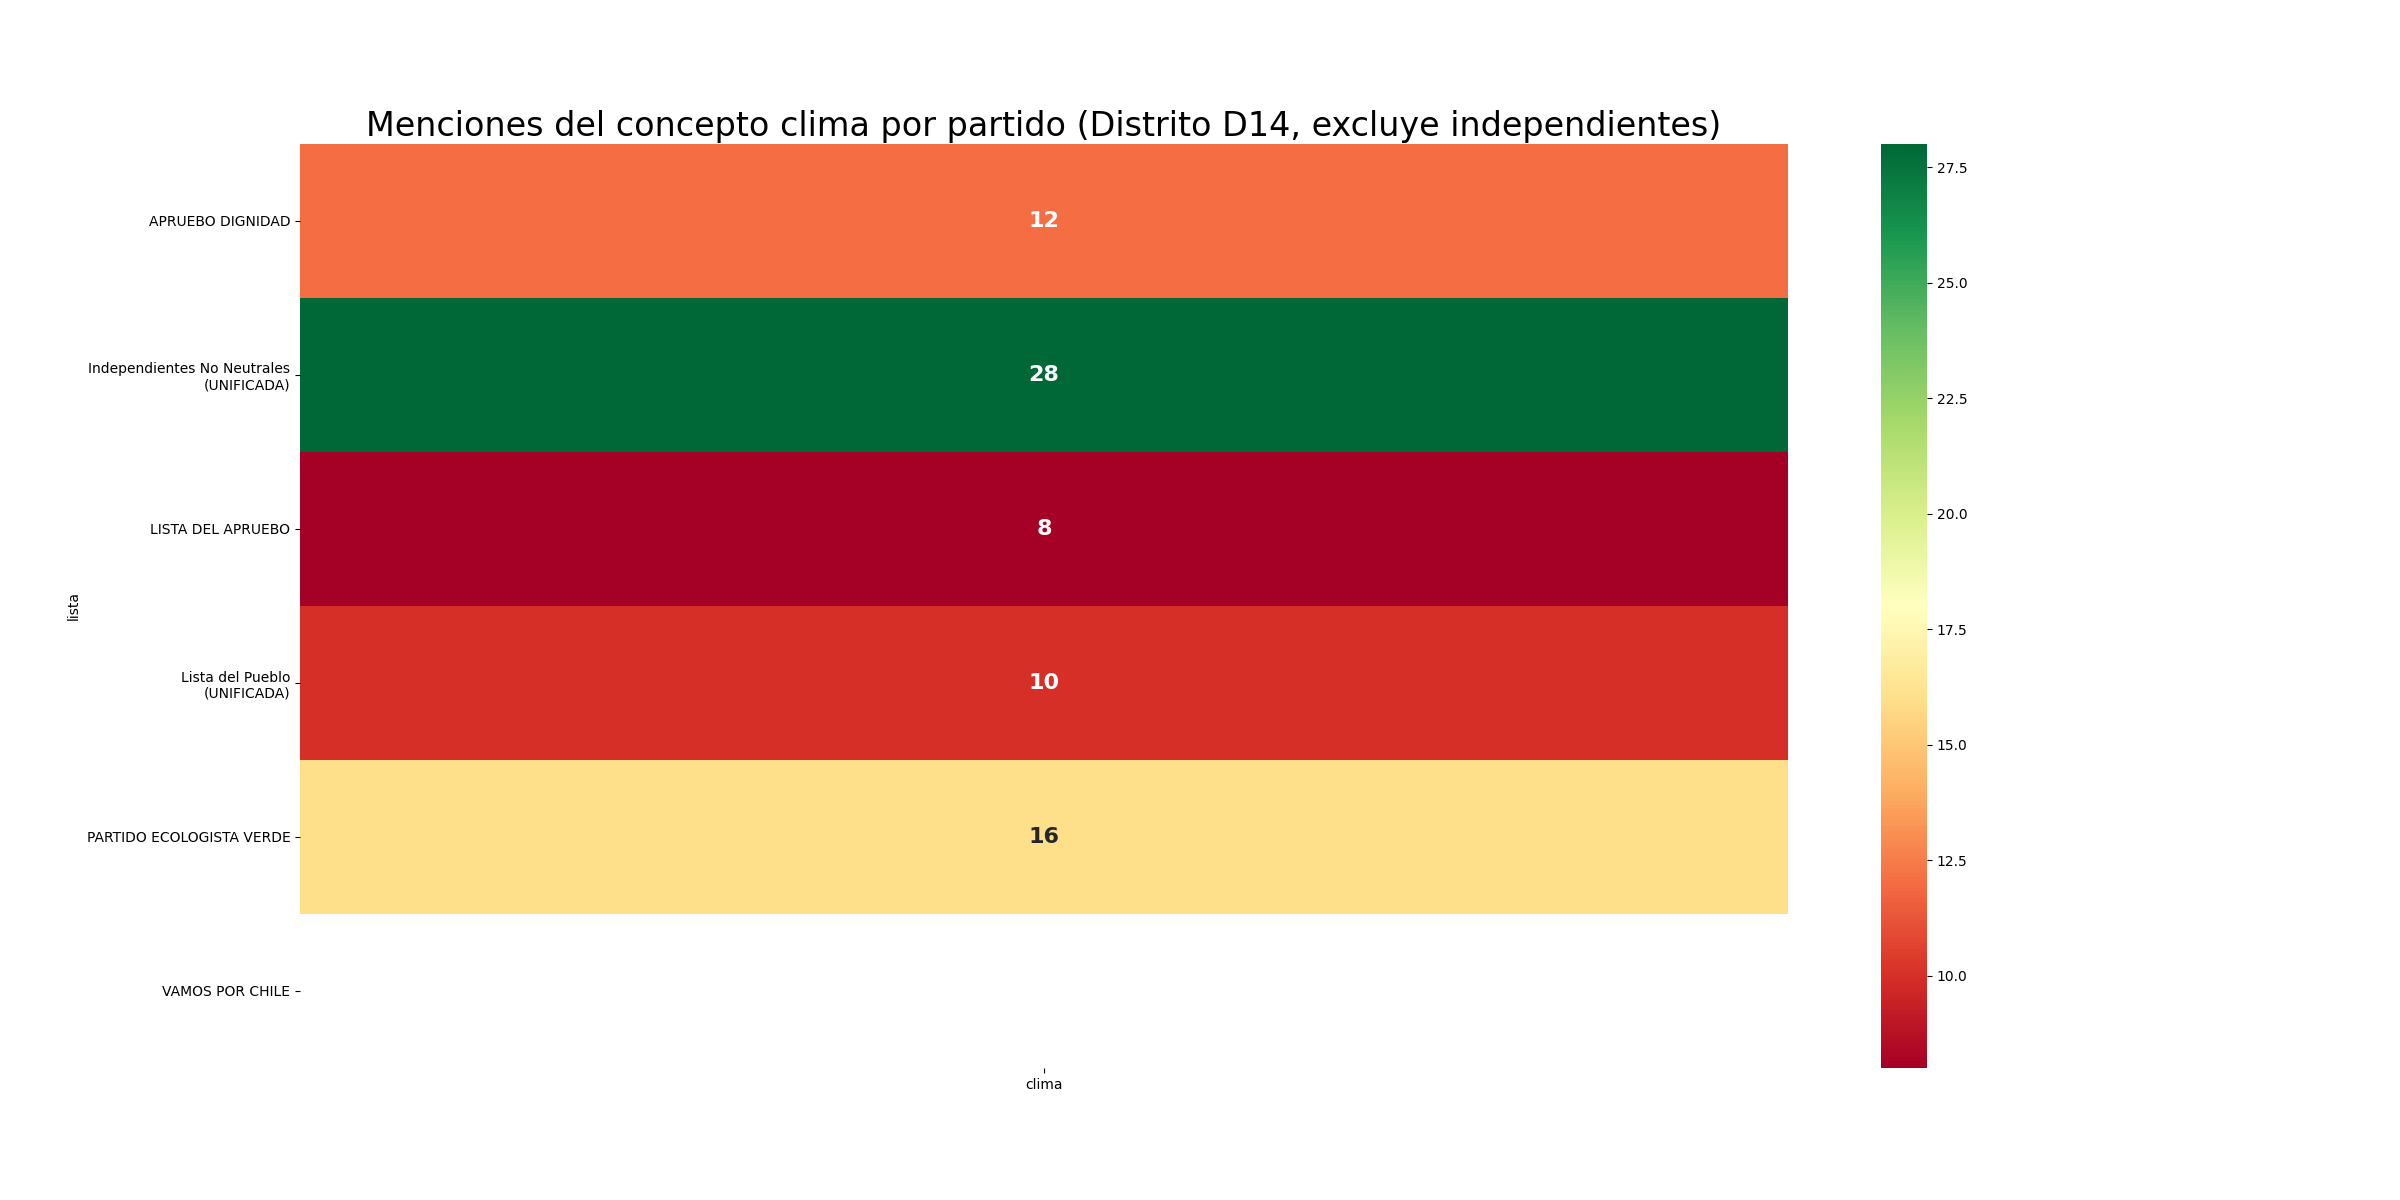 Menciones del concepto clima por partido (Distrito D14, excluye independientes)
APRUEBO DIGNIDAD
12
Independientes No Neutrales
(UNIFICADA)
28
LISTA DEL APRUEBO
8
lista
Lista del Pueblo
(UNIFICADA)
10
PARTIDO ECOLOGISTA VERDE
16
VAMOS POR CHILE
clima
27.5
25.0
22.5
20.0
17.5
15.0
12.5
10.0